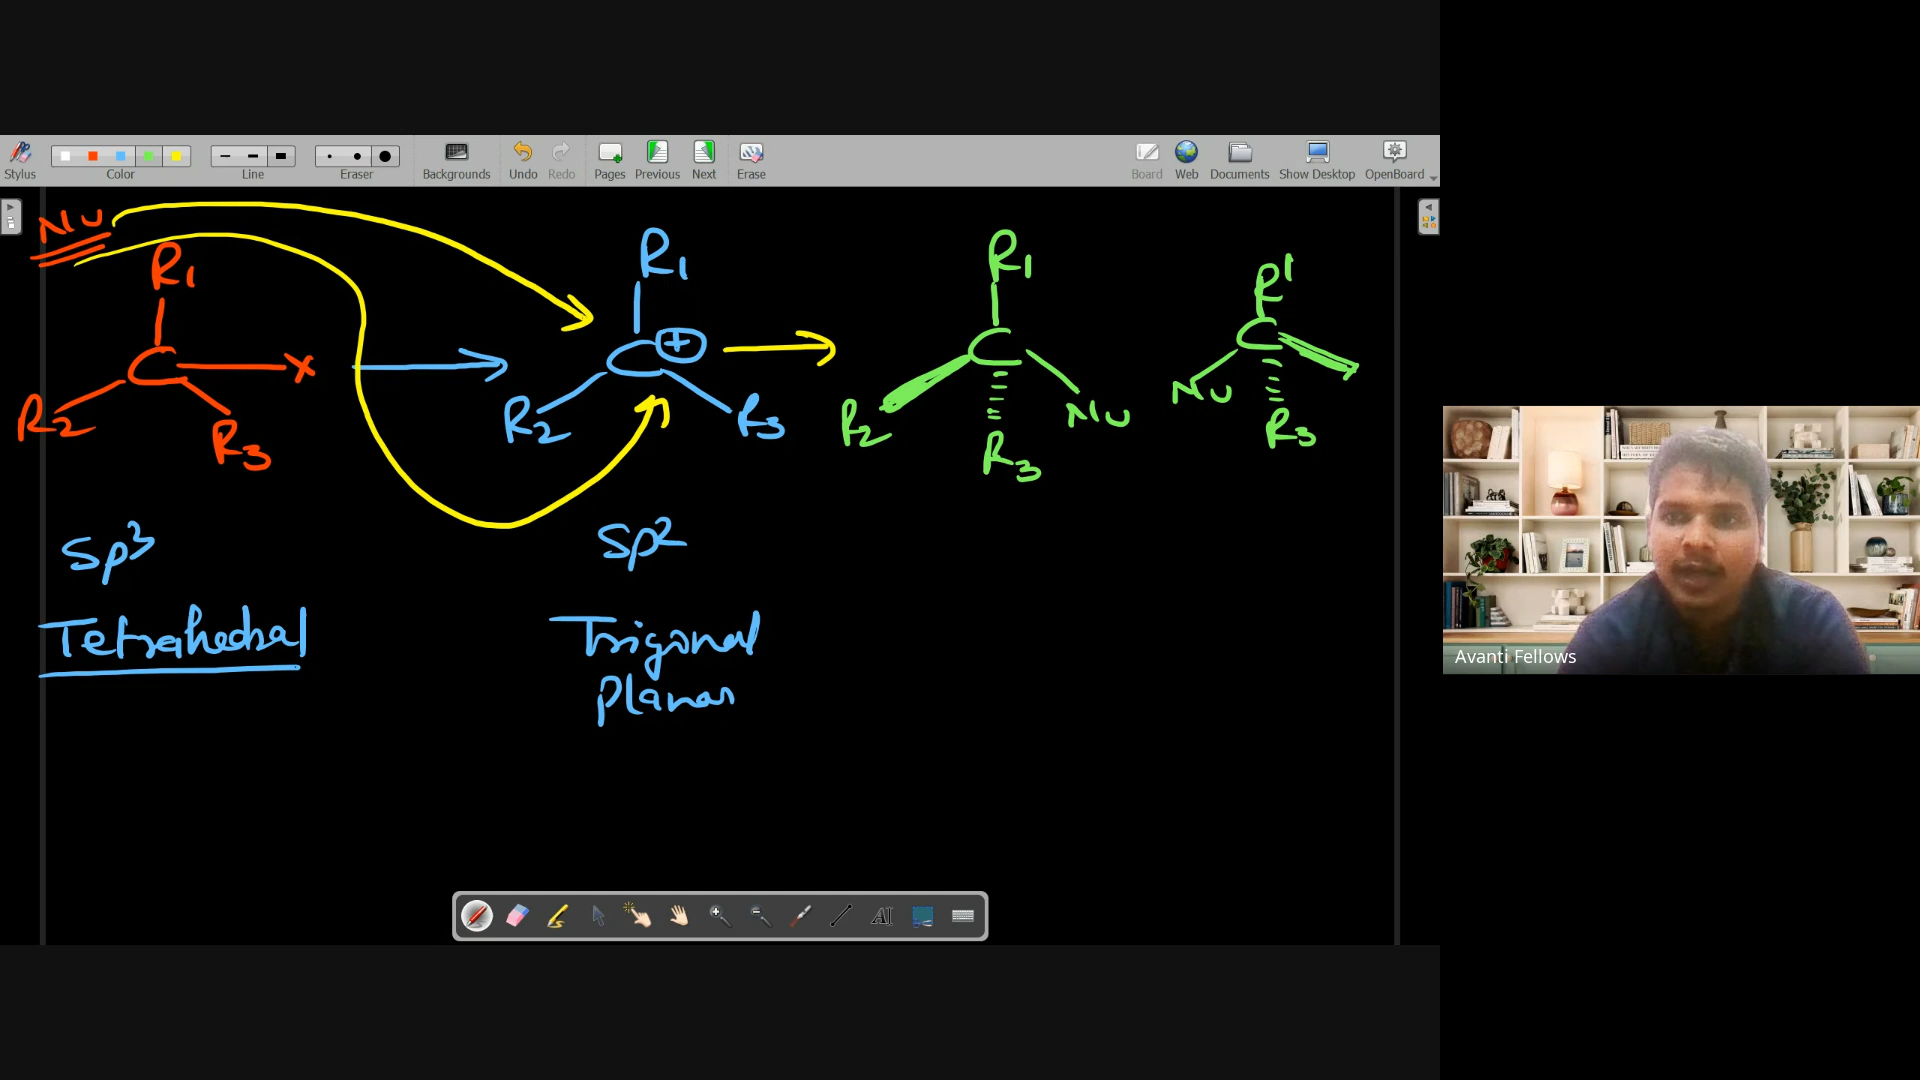 Stylus Color Line Eraser Backgrounds Undo Redo Pages Previous Next Erase Board Web Documents Show Desktop OpenBoard
Nu
R1
C X
R2 R3
R1
C +
R2 R3
R1
C
R2 R3 Nu
R1
C
Nu R3
Sp3 Sp2
Tetrahedral Trigonal
Planar
AI
Avanti Fellows